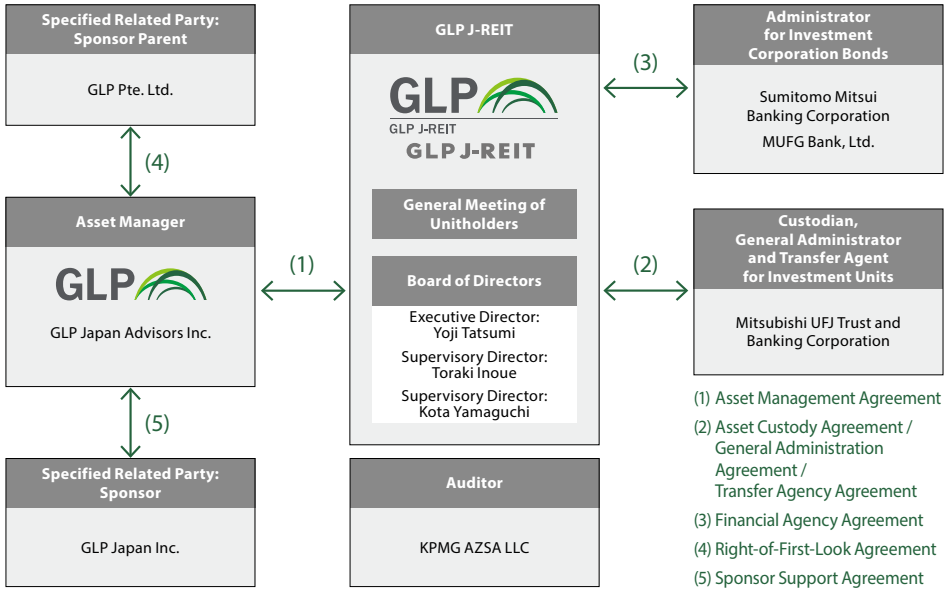 Specified Related Party:
Sponsor Parent
GLP Pte. Ltd.
(4)
Asset Manager
GLP
GLP Japan Advisors Inc.
(5)
Specified Related Party:
Sponsor
GLP Japan Inc.
(1)
GLP J-REIT
GLP
GLP J-REIT
GLP J-REIT
General Meeting of
Unitholders
Board of Directors
Executive Director:
Yoji Tatsumi
Supervisory Director:
Toraki Inoue
Supervisory Director:
Kota Yamaguchi
Auditor
KPMG AZSA LLC
(3)
Administrator
for Investment
Corporation Bonds
Sumitomo Mitsui
Banking Corporation
MUFG Bank, Ltd.
(2)
Custodian,
General Administrator
and Transfer Agent
for Investment Units
Mitsubishi UFJ Trust and
Banking Corporation
(1) Asset Management Agreement
(2) Asset Custody Agreement /
General Administration
Agreement /
Transfer Agency Agreement
(3) Financial Agency Agreement
(4) Right-of-First-Look Agreement
(5) Sponsor Support Agreement